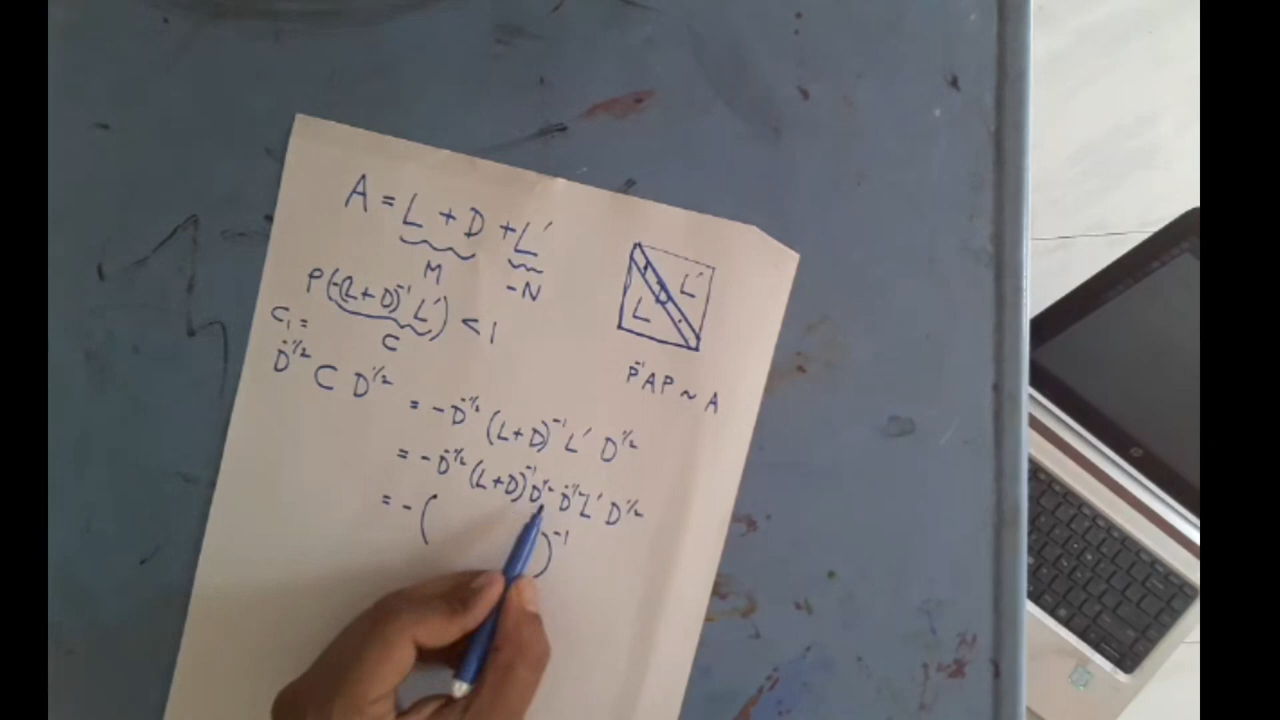 A = L + D + L'
M -N
ρ(-(L+D)⁻¹ L') < 1
C
C₁ =
D^-1/2 C D^1/2 = -D^-1/2 (L+D)⁻¹ L' D^1/2
= -D^-1/2 (L+D)⁻¹ D^1/2 D^-1/2 L' D^1/2
= -( )⁻¹
L D L'
P⁻¹AP ~ A
hp